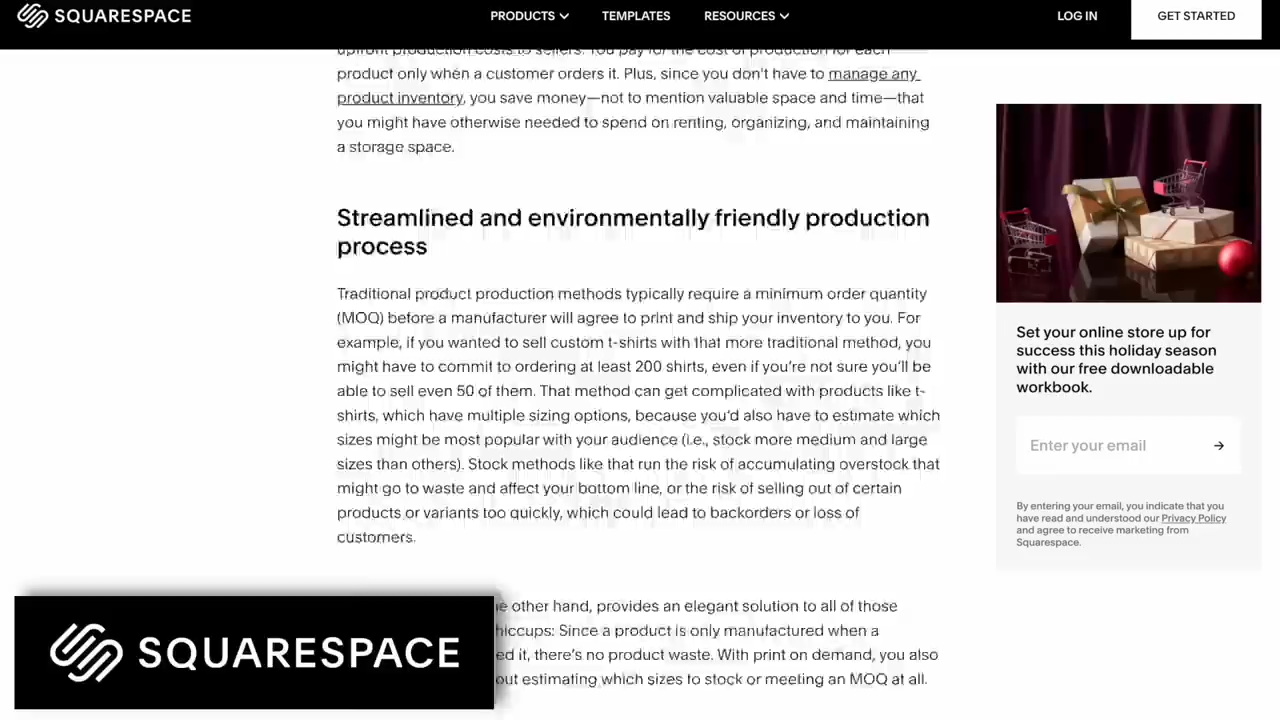 SQUARESPACE
PRODUCTS
TEMPLATES
RESOURCES
LOG IN
GET STARTED
upfront production costs to sellers. You pay for the cost of production for each
product only when a customer orders it. Plus, since you don't have to manage any
product inventory, you save money—not to mention valuable space and time—that
you might have otherwise needed to spend on renting, organizing, and maintaining
a storage space.
Streamlined and environmentally friendly production
process
Traditional product production methods typically require a minimum order quantity
(MOQ) before a manufacturer will agree to print and ship your inventory to you. For
example, if you wanted to sell custom t-shirts with that more traditional method, you
might have to commit to ordering at least 200 shirts, even if you're not sure you'll be
able to sell even 50 of them. That method can get complicated with products like t-
shirts, which have multiple sizing options, because you'd also have to estimate which
sizes might be most popular with your audience (i.e., stock more medium and large
sizes than others). Stock methods like that run the risk of accumulating overstock that
might go to waste and affect your bottom line, or the risk of selling out of certain
products or variants too quickly, which could lead to backorders or loss of
customers.
other hand, provides an elegant solution to all of those
hiccups: Since a product is only manufactured when a
it, there's no product waste. With print on demand, you also
estimating which sizes to stock or meeting an MOQ at all.
Set your online store up for
success this holiday season
with our free downloadable
workbook.
Enter your email →
By entering your email, you indicate that you
have read and understood our Privacy Policy
and agree to receive marketing from
Squarespace.
SQUARESPACE